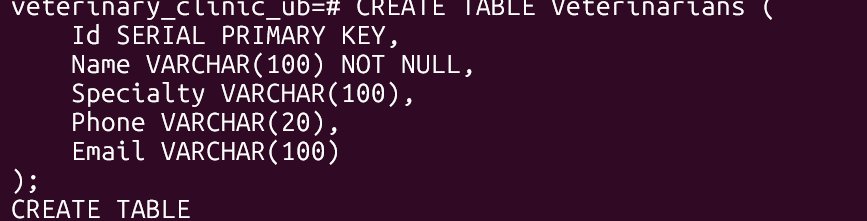 veterinary_clinic_ub=# CREATE TABLE Veterinarians (
    Id SERIAL PRIMARY KEY,
    Name VARCHAR(100) NOT NULL,
    Specialty VARCHAR(100),
    Phone VARCHAR(20),
    Email VARCHAR(100)
);
CREATE TABLE